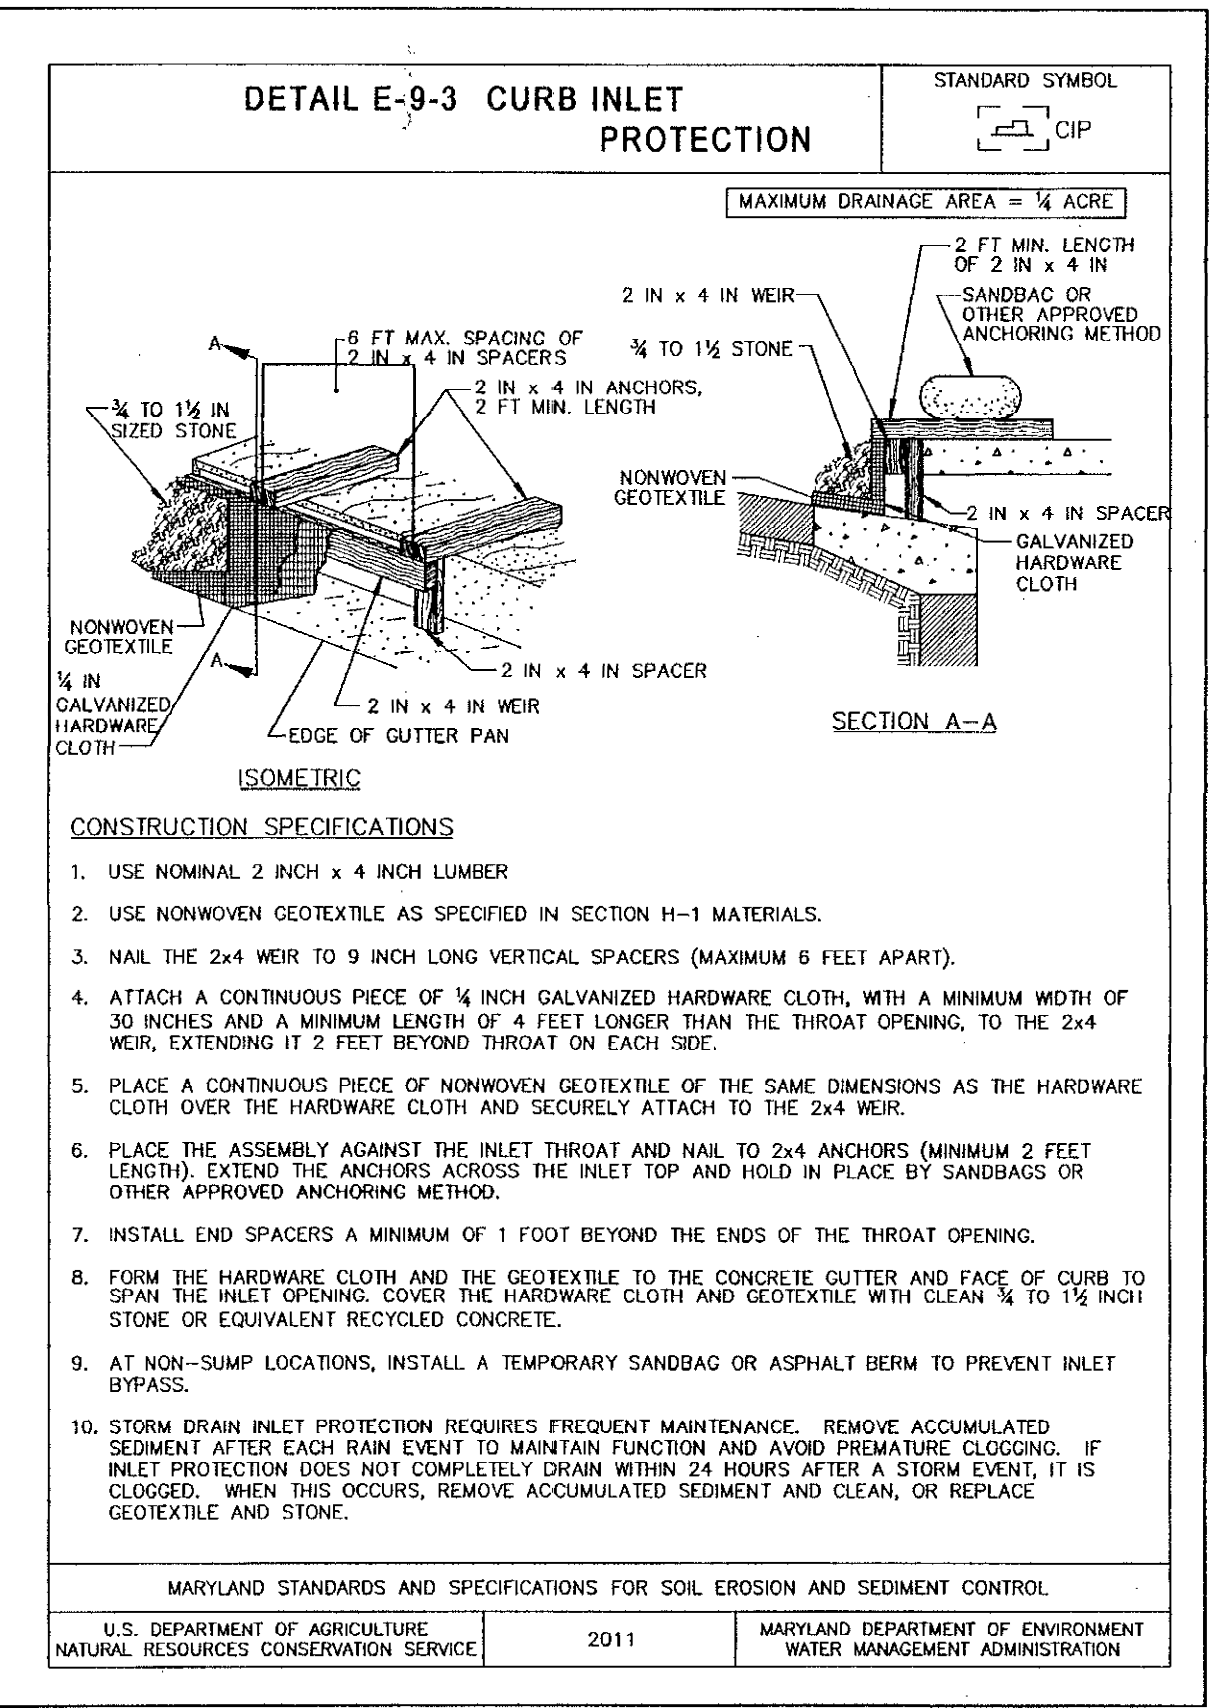 DETAIL E-9-3 CURB INLET
PROTECTION
STANDARD SYMBOL
CIP
MAXIMUM DRAINAGE AREA = ¼ ACRE
6 FT MAX. SPACING OF
2 IN x 4 IN SPACERS
2 IN x 4 IN ANCHORS,
2 FT MIN. LENGTH
A
¾ TO 1½ IN
SIZED STONE
NONWOVEN
GEOTEXTILE
A
¼ IN
GALVANIZED
HARDWARE
CLOTH
2 IN x 4 IN SPACER
2 IN x 4 IN WEIR
EDGE OF GUTTER PAN
ISOMETRIC
2 FT MIN. LENGTH
OF 2 IN x 4 IN
2 IN x 4 IN WEIR
SANDBAG OR
OTHER APPROVED
ANCHORING METHOD
¾ TO 1½ STONE
NONWOVEN
GEOTEXTILE
2 IN x 4 IN SPACER
GALVANIZED
HARDWARE
CLOTH
SECTION A-A
CONSTRUCTION SPECIFICATIONS
1. USE NOMINAL 2 INCH x 4 INCH LUMBER
2. USE NONWOVEN GEOTEXTILE AS SPECIFIED IN SECTION H-1 MATERIALS.
3. NAIL THE 2x4 WEIR TO 9 INCH LONG VERTICAL SPACERS (MAXIMUM 6 FEET APART).
4. ATTACH A CONTINUOUS PIECE OF ¼ INCH GALVANIZED HARDWARE CLOTH, WITH A MINIMUM WIDTH OF
30 INCHES AND A MINIMUM LENGTH OF 4 FEET LONGER THAN THE THROAT OPENING, TO THE 2x4
WEIR, EXTENDING IT 2 FEET BEYOND THROAT ON EACH SIDE.
5. PLACE A CONTINUOUS PIECE OF NONWOVEN GEOTEXTILE OF THE SAME DIMENSIONS AS THE HARDWARE
CLOTH OVER THE HARDWARE CLOTH AND SECURELY ATTACH TO THE 2x4 WEIR.
6. PLACE THE ASSEMBLY AGAINST THE INLET THROAT AND NAIL TO 2x4 ANCHORS (MINIMUM 2 FEET
LENGTH). EXTEND THE ANCHORS ACROSS THE INLET TOP AND HOLD IN PLACE BY SANDBAGS OR
OTHER APPROVED ANCHORING METHOD.
7. INSTALL END SPACERS A MINIMUM OF 1 FOOT BEYOND THE ENDS OF THE THROAT OPENING.
8. FORM THE HARDWARE CLOTH AND THE GEOTEXTILE TO THE CONCRETE GUTTER AND FACE OF CURB TO
SPAN THE INLET OPENING. COVER THE HARDWARE CLOTH AND GEOTEXTILE WITH CLEAN ¾ TO 1½ INCH
STONE OR EQUIVALENT RECYCLED CONCRETE.
9. AT NON-SUMP LOCATIONS, INSTALL A TEMPORARY SANDBAG OR ASPHALT BERM TO PREVENT INLET
BYPASS.
10. STORM DRAIN INLET PROTECTION REQUIRES FREQUENT MAINTENANCE. REMOVE ACCUMULATED
SEDIMENT AFTER EACH RAIN EVENT TO MAINTAIN FUNCTION AND AVOID PREMATURE CLOGGING. IF
INLET PROTECTION DOES NOT COMPLETELY DRAIN WITHIN 24 HOURS AFTER A STORM EVENT, IT IS
CLOGGED. WHEN THIS OCCURS, REMOVE ACCUMULATED SEDIMENT AND CLEAN, OR REPLACE
GEOTEXTILE AND STONE.
MARYLAND STANDARDS AND SPECIFICATIONS FOR SOIL EROSION AND SEDIMENT CONTROL
U.S. DEPARTMENT OF AGRICULTURE
NATURAL RESOURCES CONSERVATION SERVICE
2011
MARYLAND DEPARTMENT OF ENVIRONMENT
WATER MANAGEMENT ADMINISTRATION